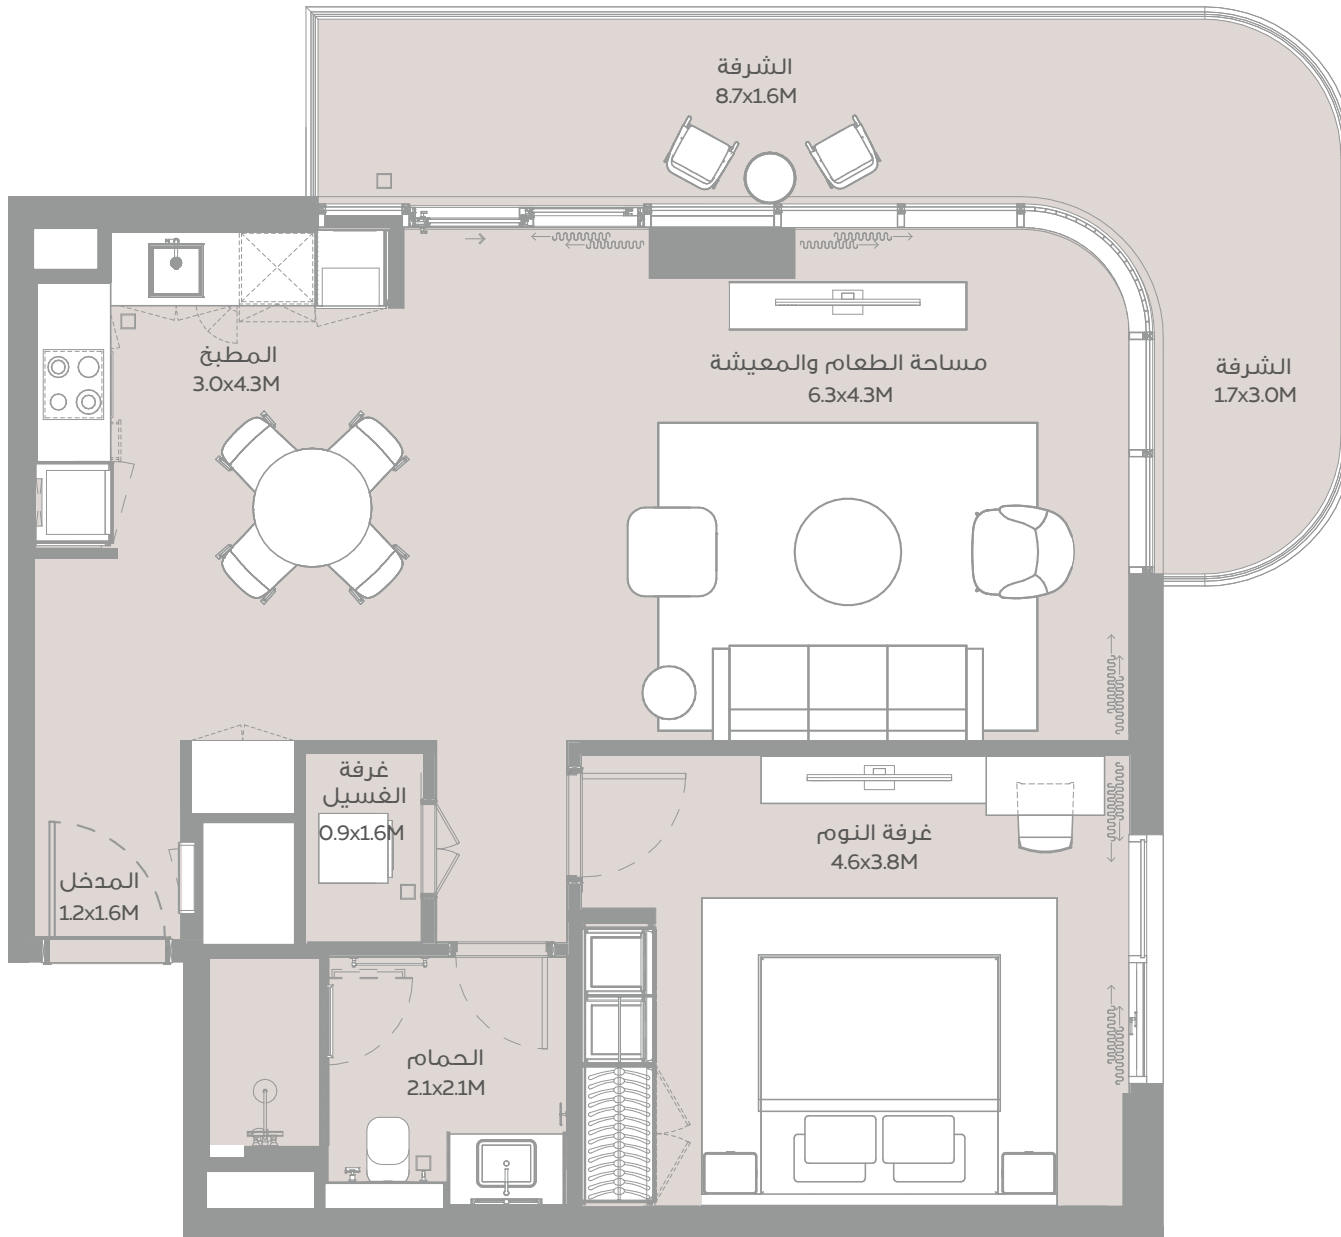 الشرفة
8.7x1.6M
المطبخ
3.0x4.3M
مساحة الطعام والمعيشة
6.3x4.3M
الشرفة
1.7x3.0M
غرفة
الغسيل
0.9x1.6M
غرفة النوم
4.6x3.8M
المدخل
1.2x1.6M
الحمام
2.1x2.1M